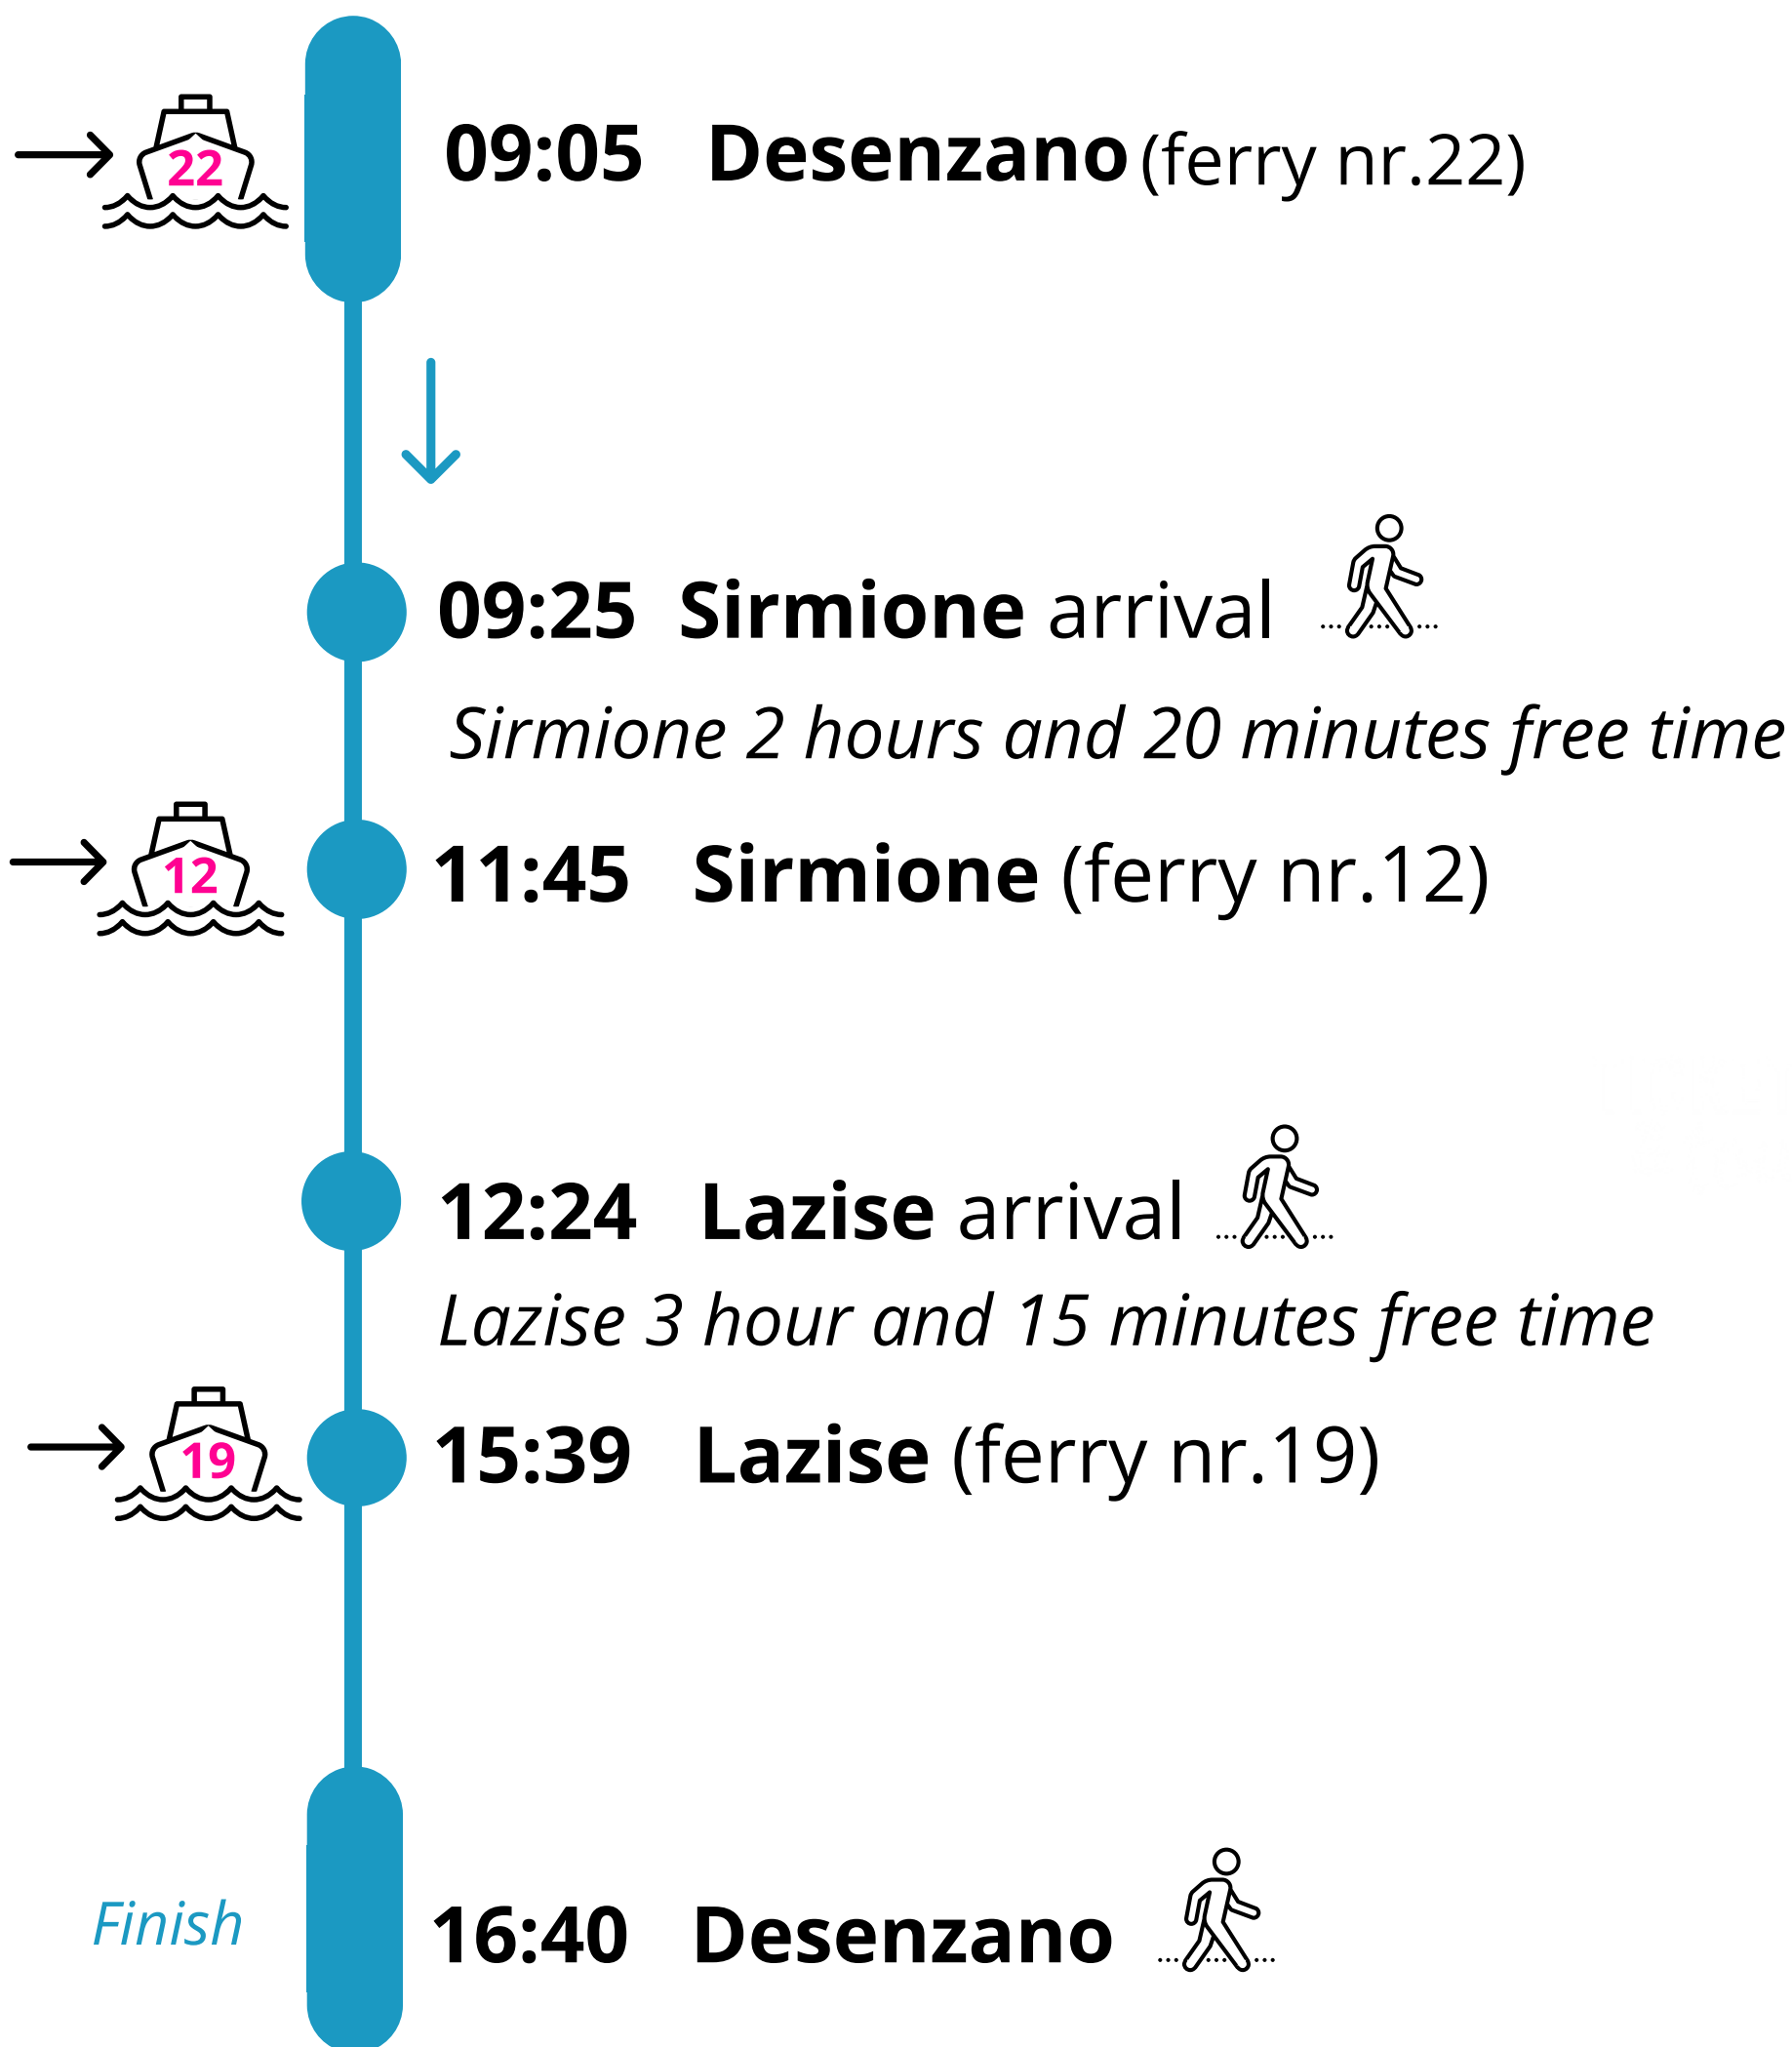 22
09:05 Desenzano (ferry nr.22)
09:25 Sirmione arrival
Sirmione 2 hours and 20 minutes free time
12
11:45 Sirmione (ferry nr.12)
12:24 Lazise arrival
Lazise 3 hour and 15 minutes free time
19
15:39 Lazise (ferry nr.19)
Finish
16:40 Desenzano